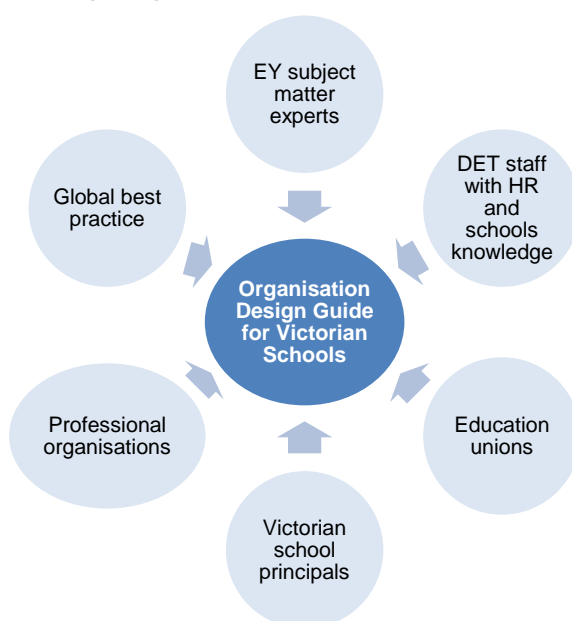 EY subject
matter
experts
Global best
practice
DET staff
with HR
and
schools
knowledge
Organisation
Design Guide
for Victorian
Schools
Professional
organisations
Education
unions
Victorian
school
principals